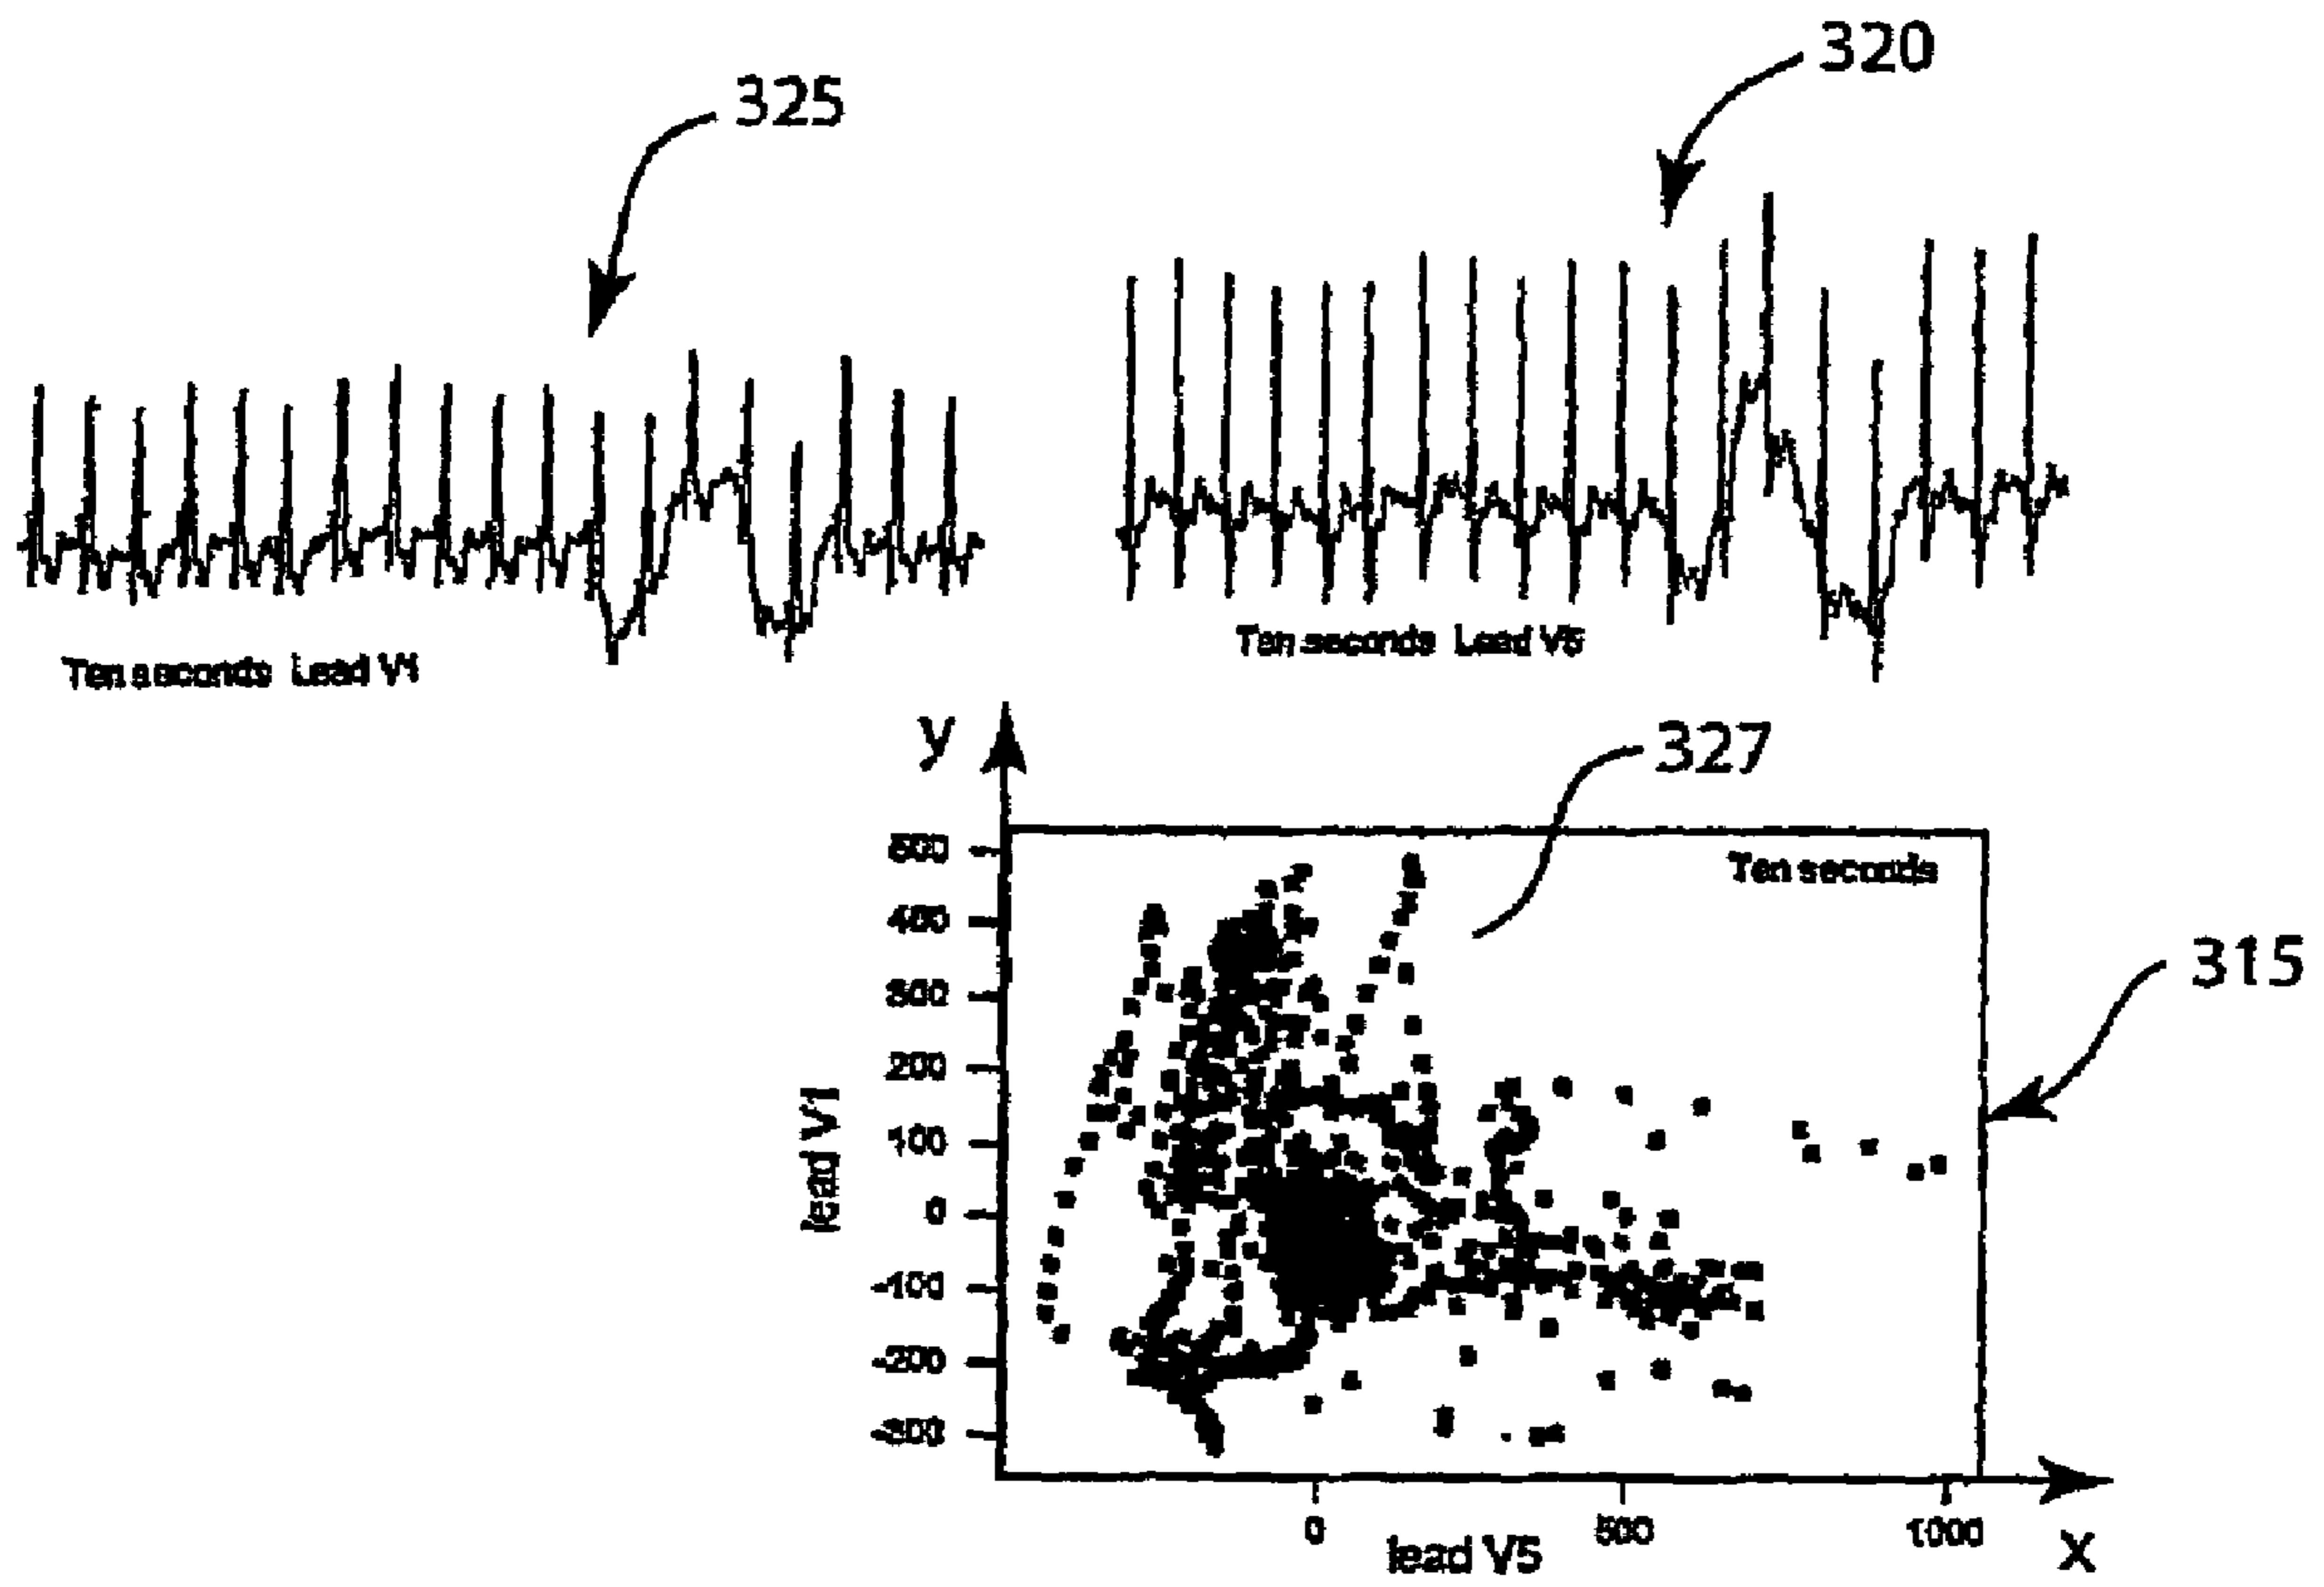 320
325
Ten seconds Lead V1
Ten seconds Lead V5
y
327
500
Ten seconds
400
315
300
200
lead V1
100
0
-100
-200
-300
0
500
1000
lead V5
x